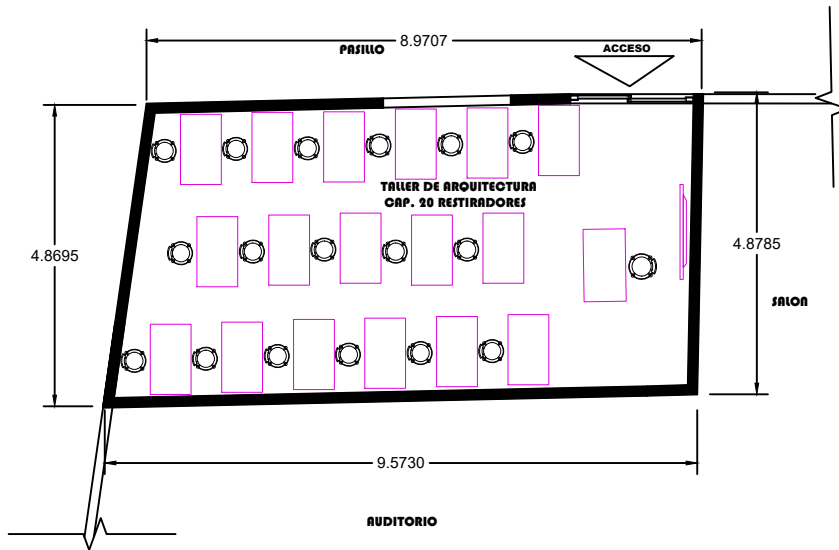 8.9707
PASILLO
ACCESO
TALLER DE ARQUITECTURA
CAP. 20 RESTIRADORES
4.8695
4.8785
SALON
9.5730
AUDITORIO